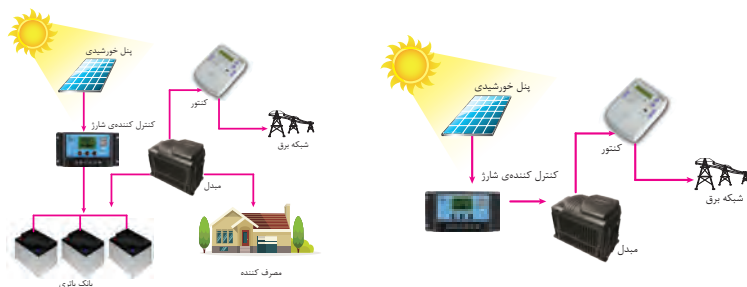 پنل خورشیدی
کنتور
کنترل کننده‌ی شارژ
شبکه برق
مبدل
مصرف کننده
بانک باتری
پنل خورشیدی
کنتور
کنترل کننده‌ی شارژ
شبکه برق
مبدل